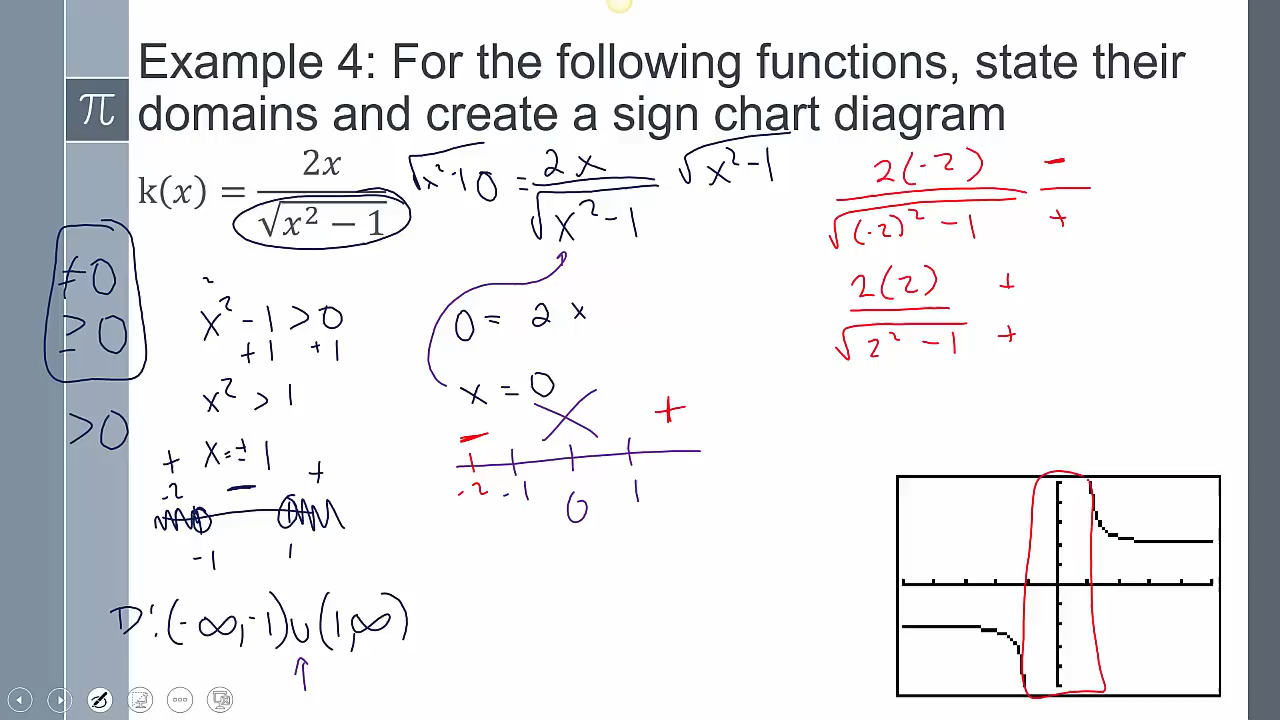 Example 4: For the following functions, state their
domains and create a sign chart diagram
π
k(x) = 2x / √(x² − 1)
√x²-1 0 = 2x / √(x² - 1) √(x² - 1)
≠0
≥0
>0
x² - 1 > 0
+1 +1
x² > 1
x = ± 1
+ − +
-2
-1 1
D: (-∞, -1) ∪ (1, ∞)
0 = 2x
x = 0
− +
-2 -1 0 1
2(-2) / √((-2)² - 1) − / +
2(2) / √(2² - 1) + +